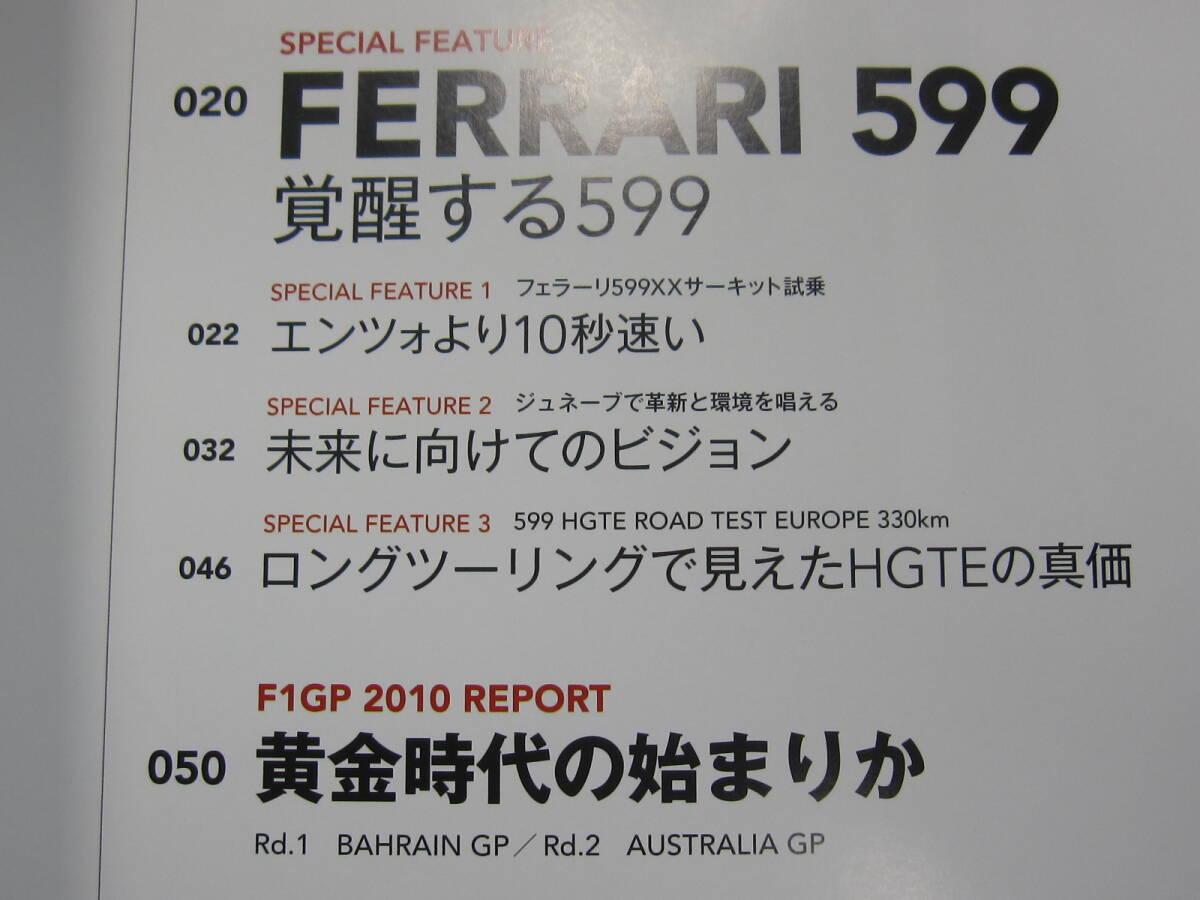 SPECIAL FEATURE
020 FERRARI 599
覚醒する599
SPECIAL FEATURE 1 フェラーリ599XXサーキット試乗
022 エンツォより10秒速い
SPECIAL FEATURE 2 ジュネーブで革新と環境を唱える
032 未来に向けてのビジョン
SPECIAL FEATURE 3 599 HGTE ROAD TEST EUROPE 330km
046 ロングツーリングで見えたHGTEの真価
F1GP 2010 REPORT
050 黄金時代の始まりか
Rd.1 BAHRAIN GP／Rd.2 AUSTRALIA GP